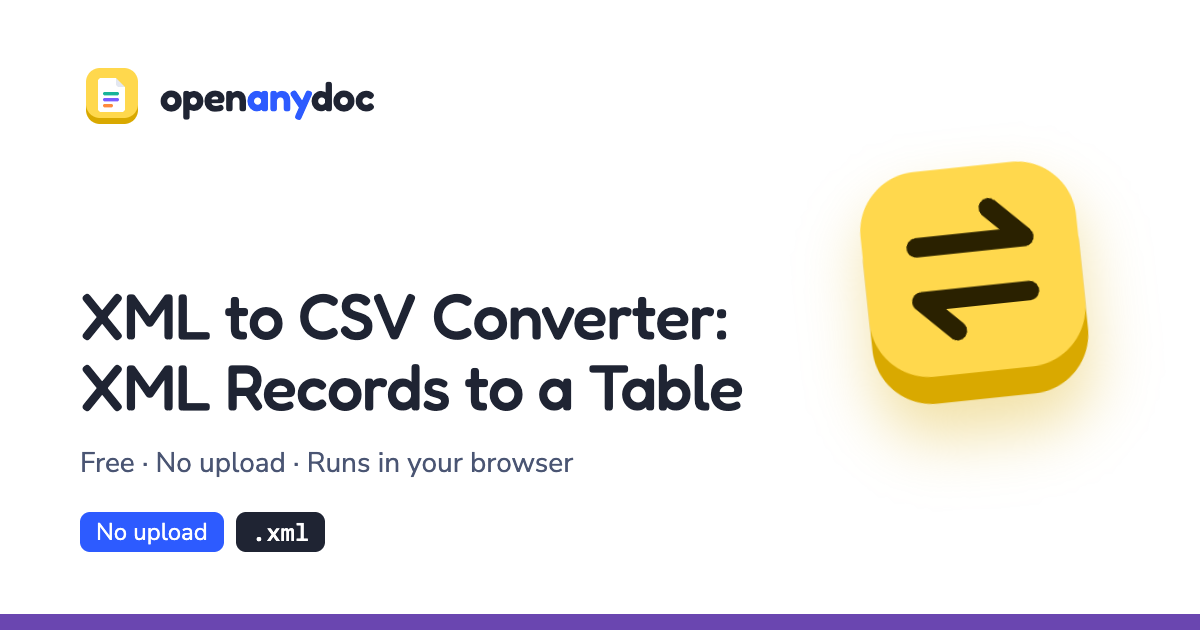 openanydoc
XML to CSV Converter:
XML Records to a Table
Free · No upload · Runs in your browser
No upload
.xml